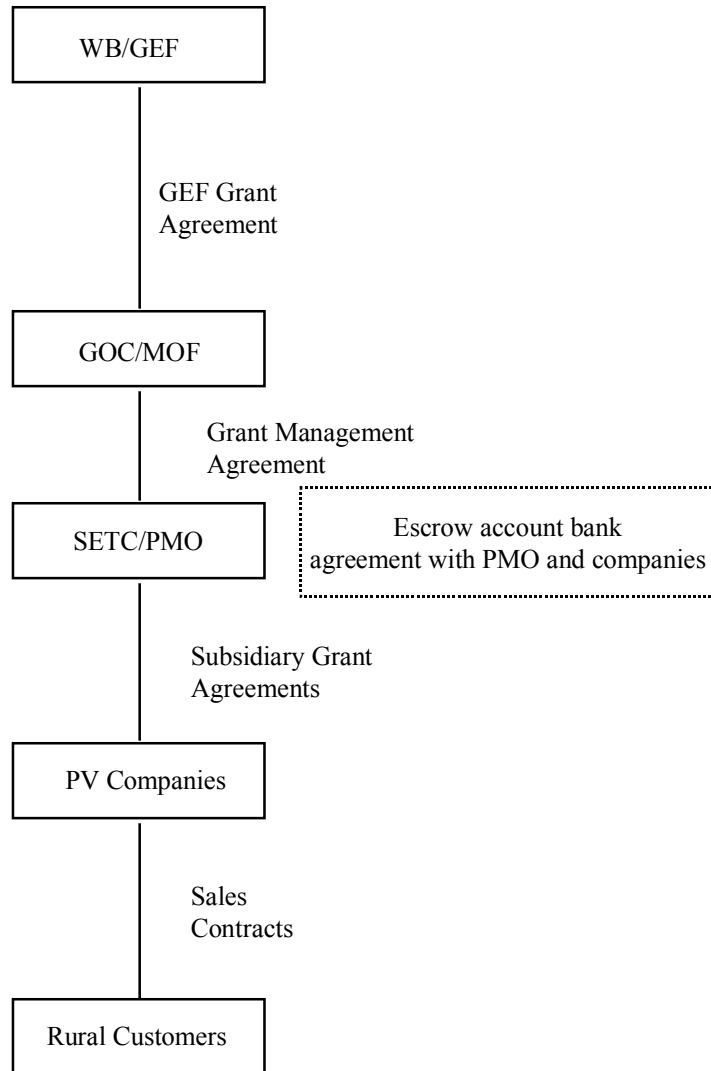 WB/GEF
GEF Grant
Agreement
GOC/MOF
Grant Management
Agreement
SETC/PMO
Escrow account bank
agreement with PMO and companies
Subsidiary Grant
Agreements
PV Companies
Sales
Contracts
Rural Customers